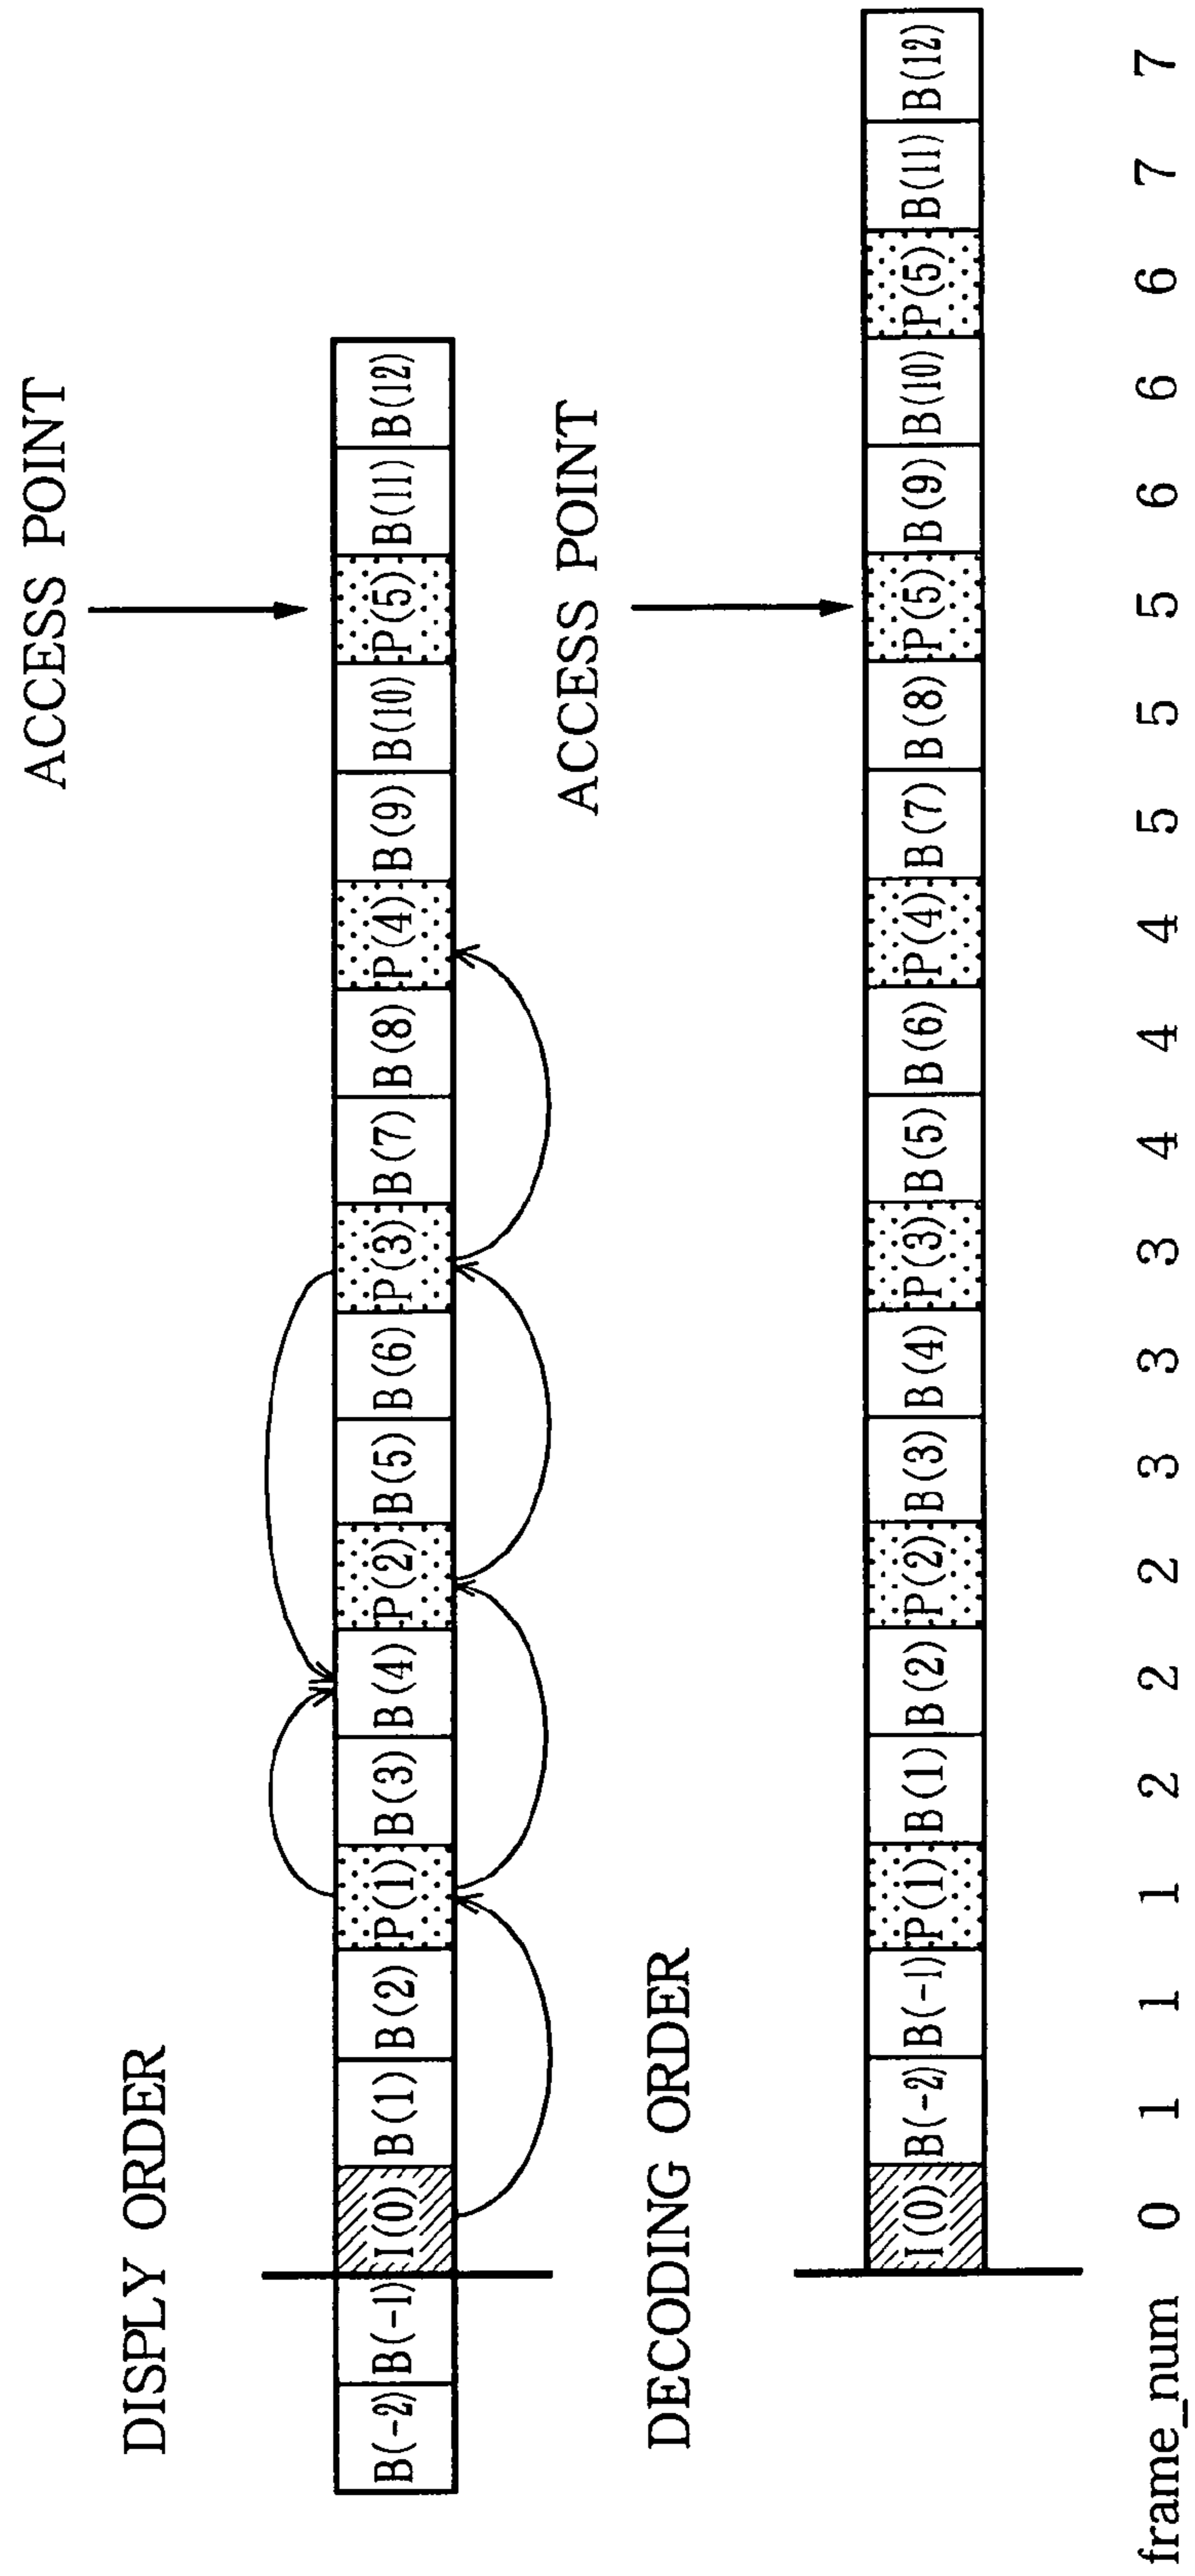 ACCESS POINT
DISPLY ORDER
B(-2) B(-1) I(0) B(1) B(2) P(1) B(3) B(4) P(2) B(5) B(6) P(3) B(7) B(8) P(4) B(9) B(10) P(5) B(11) B(12)
ACCESS POINT
DECODING ORDER
I(0) B(-2) B(-1) P(1) B(1) B(2) P(2) B(3) B(4) P(3) B(5) B(6) P(4) B(7) B(8) P(5) B(9) B(10) P(5) B(11) B(12)
frame_num 0 1 1 1 2 2 2 3 3 3 4 4 4 5 5 5 6 6 6 7 7